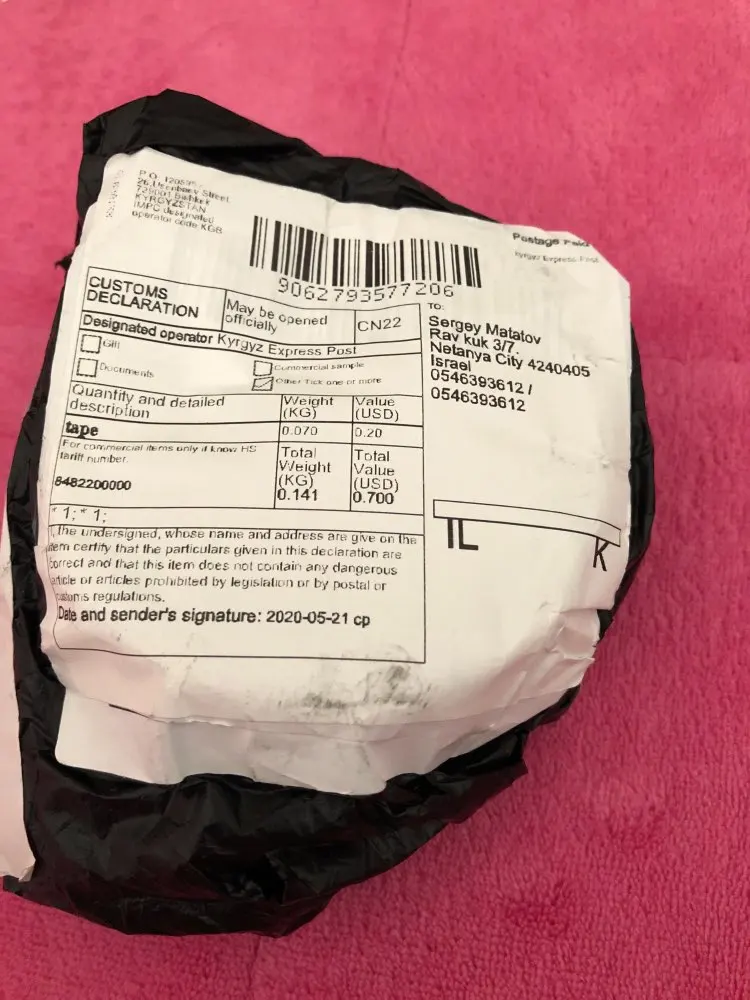 P.O. 
26, Street,
Bishkek
KYRGYZSTAN
IMPC designated
operator code KGB
9062793577206
Postage Paid
Kyrgyz Express Post
CUSTOMS
DECLARATION
May be opened
officially
CN22
Designated operator Kyrgyz Express Post
Gift
Documents
Commercial sample
Other Tick one or more
Quantity and detailed
description
Weight
(KG)
Value
(USD)
tape
0.070
0.20
For commercial items only if know HS
tariff number.
8482200000
Total
Weight
(KG)
0.141
Total
Value
(USD)
0.700
* 1; * 1;
I, the undersigned, whose name and address are give on the
item certify that the particulars given in this declaration are
correct and that this item does not contain any dangerous
article or articles prohibited by legislation or by postal or
customs regulations.
Date and sender's signature: 2020-05-21 cp
TO:
Sergey Matatov
Rav kuk 3/7,
Netanya City 4240405
Israel
0546393612 /
0546393612
K